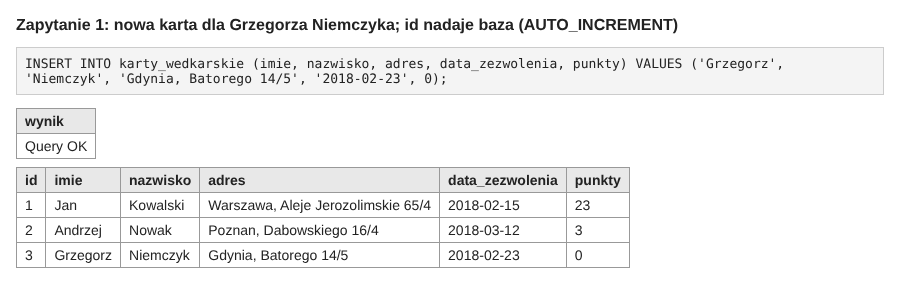 Zapytanie 1: nowa karta dla Grzegorza Niemczyka; id nadaje baza (AUTO_INCREMENT)
INSERT INTO karty_wedkarskie (imie, nazwisko, adres, data_zezwolenia, punkty) VALUES ('Grzegorz',
'Niemczyk', 'Gdynia, Batorego 14/5', '2018-02-23', 0);
wynik
Query OK
id imie nazwisko adres data_zezwolenia punkty
1 Jan Kowalski Warszawa, Aleje Jerozolimskie 65/4 2018-02-15 23
2 Andrzej Nowak Poznan, Dabowskiego 16/4 2018-03-12 3
3 Grzegorz Niemczyk Gdynia, Batorego 14/5 2018-02-23 0